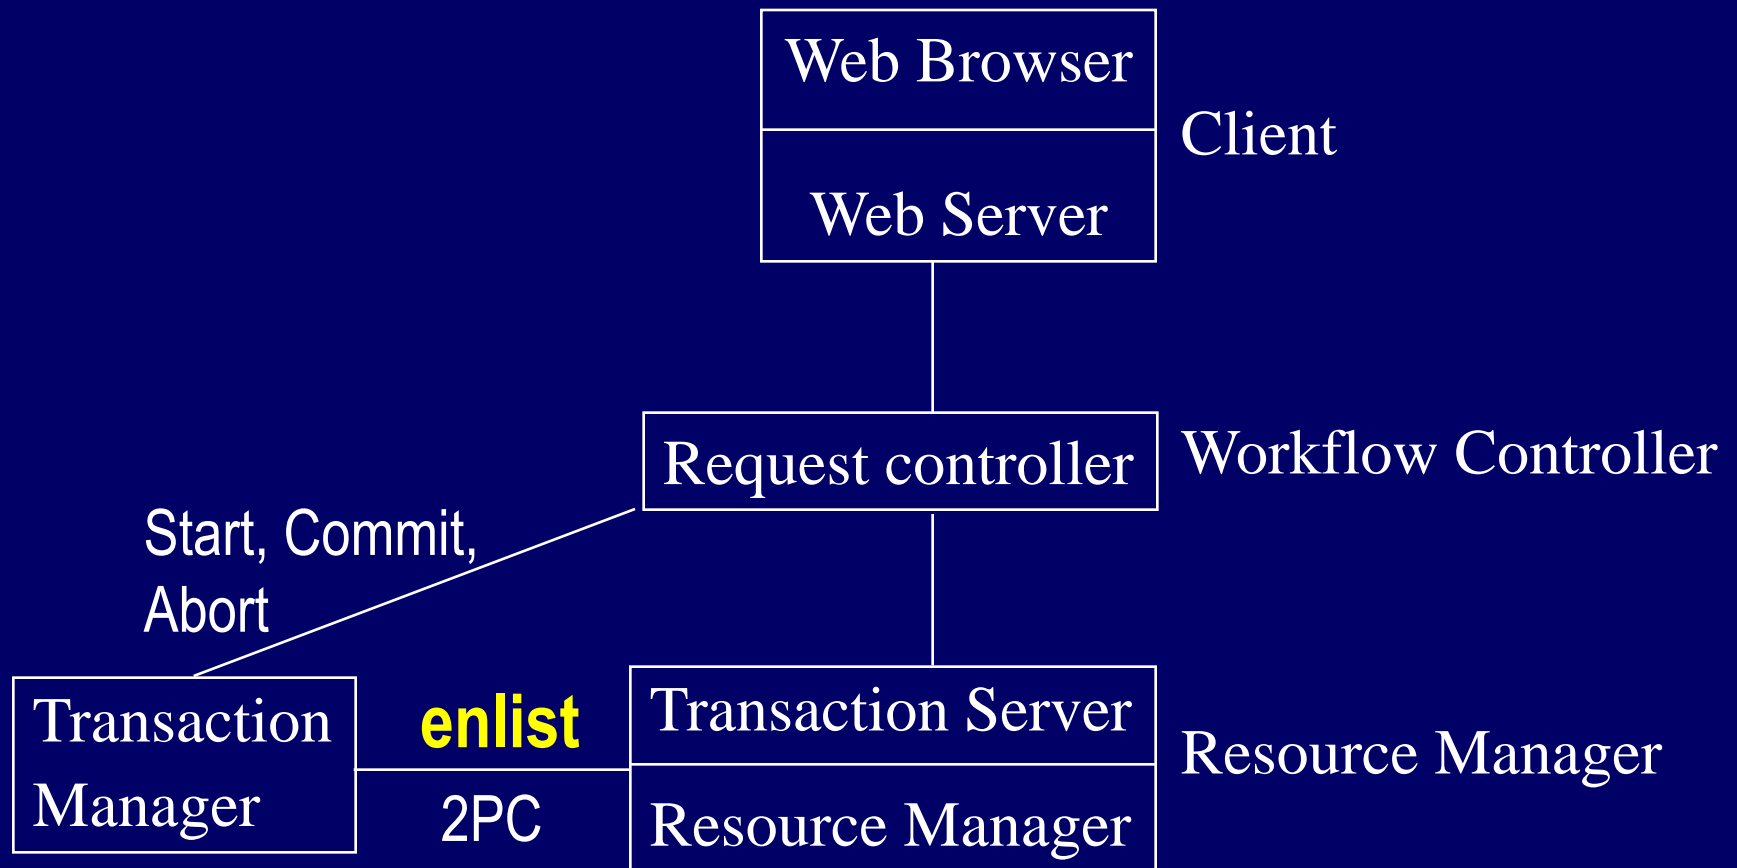 Web Browser
Client
Web Server
Request controller
Workflow Controller
Start, Commit,
Abort
Transaction
Manager
enlist
2PC
Transaction Server
Resource Manager
Resource Manager